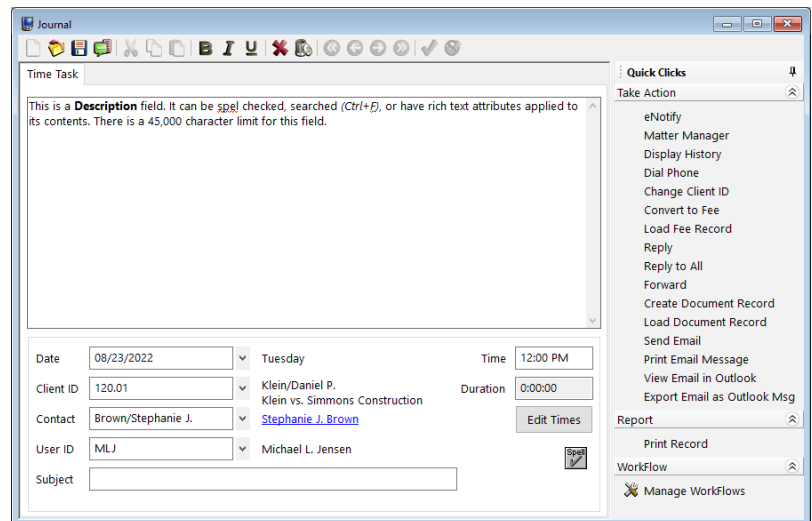 Journal
B I U
Time Task
This is a Description field. It can be spel checked, searched (Ctrl+F), or have rich text attributes applied to
its contents. There is a 45,000 character limit for this field.
Date 08/23/2022 Tuesday Time 12:00 PM
Client ID 120.01 Klein/Daniel P. Duration 0:00:00
Klein vs. Simmons Construction
Contact Brown/Stephanie J. Stephanie J. Brown Edit Times
User ID MLJ Michael L. Jensen Spell
Subject
Quick Clicks
Take Action
eNotify
Matter Manager
Display History
Dial Phone
Change Client ID
Convert to Fee
Load Fee Record
Reply
Reply to All
Forward
Create Document Record
Load Document Record
Send Email
Print Email Message
View Email in Outlook
Export Email as Outlook Msg
Report
Print Record
WorkFlow
Manage WorkFlows